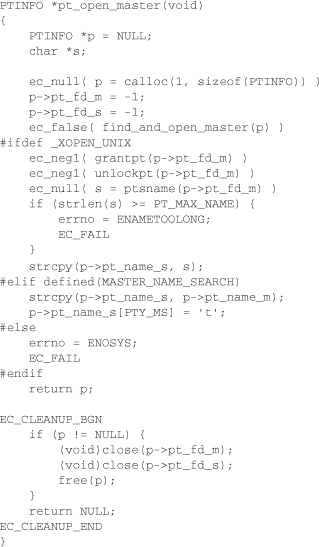 PTINFO *pt_open_master(void)
{
    PTINFO *p = NULL;
    char *s;

    ec_null( p = calloc(1, sizeof(PTINFO)) )
    p->pt_fd_m = -1;
    p->pt_fd_s = -1;
    ec_false( find_and_open_master(p) )
#ifdef _XOPEN_UNIX
    ec_neg1( grantpt(p->pt_fd_m) )
    ec_neg1( unlockpt(p->pt_fd_m) )
    ec_null( s = ptsname(p->pt_fd_m) )
    if (strlen(s) >= PT_MAX_NAME) {
        errno = ENAMETOOLONG;
        EC_FAIL
    }
    strcpy(p->pt_name_s, s);
#elif defined(MASTER_NAME_SEARCH)
    strcpy(p->pt_name_s, p->pt_name_m);
    p->pt_name_s[PTY_MS] = 't';
#else
    errno = ENOSYS;
    EC_FAIL
#endif
    return p;

EC_CLEANUP_BGN
    if (p != NULL) {
        (void)close(p->pt_fd_m);
        (void)close(p->pt_fd_s);
        free(p);
    }
    return NULL;
EC_CLEANUP_END
}